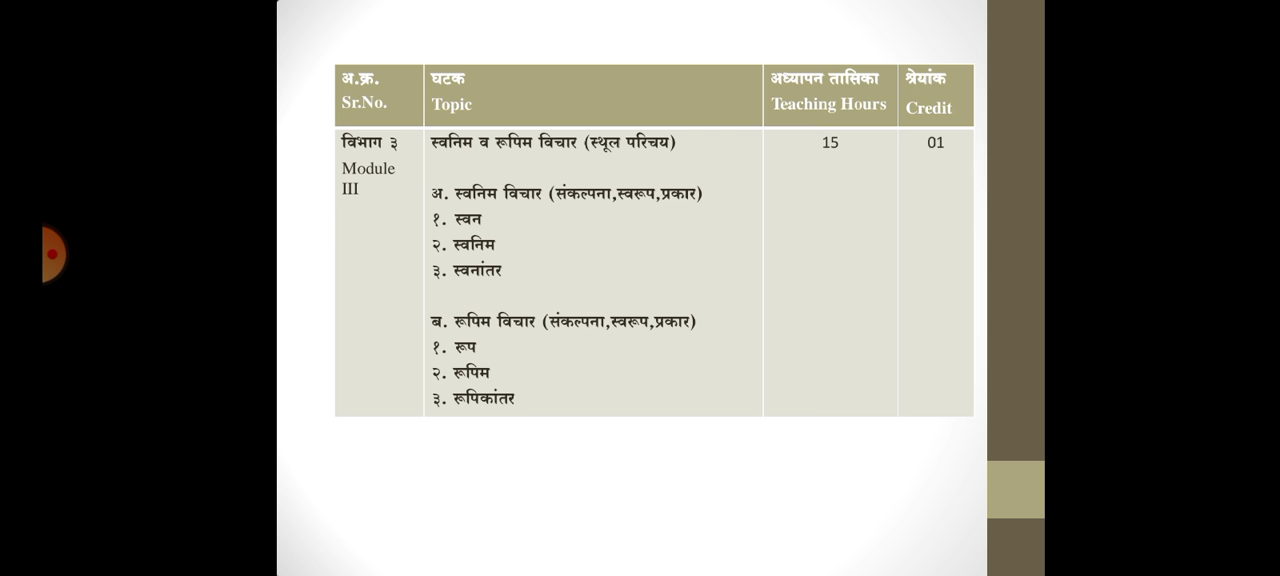 अ.क्र.
Sr.No.
घटक
Topic
अध्यापन तासिका
Teaching Hours
श्रेयांक
Credit
विभाग ३
Module
III
स्वनिम व रूपिम विचार (स्थूल परिचय)
अ. स्वनिम विचार (संकल्पना,स्वरूप,प्रकार)
१. स्वन
२. स्वनिम
३. स्वनांतर
ब. रूपिम विचार (संकल्पना,स्वरूप,प्रकार)
१. रूप
२. रूपिम
३. रूपिकांतर
15
01